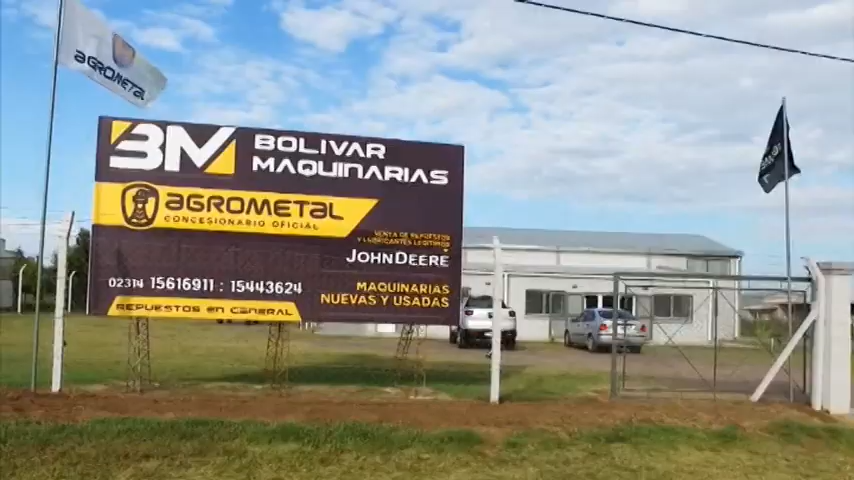 AGROMETAL
BM BOLIVAR
MAQUINARIAS
AGROMETAL
CONCESIONARIO OFICIAL
VENTA DE REPUESTOS
Y LUBRICANTES LEGITIMOS
JOHN DEERE
02314 15616911 : 15443624
REPUESTOS EN GENERAL
MAQUINARIAS
NUEVAS Y USADAS